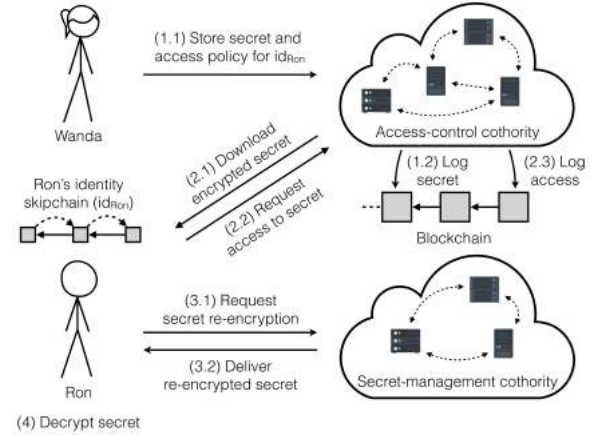 (1.1) Store secret and
access policy for idRon
Wanda
Access-control cothority
(2.1) Download
encrypted secret
(2.2) Request
access to secret
(1.2) Log
secret
(2.3) Log
access
Ron's identity
skipchain (idRon)
Blockchain
(3.1) Request
secret re-encryption
(3.2) Deliver
re-encrypted secret
Ron
Secret-management cothority
(4) Decrypt secret